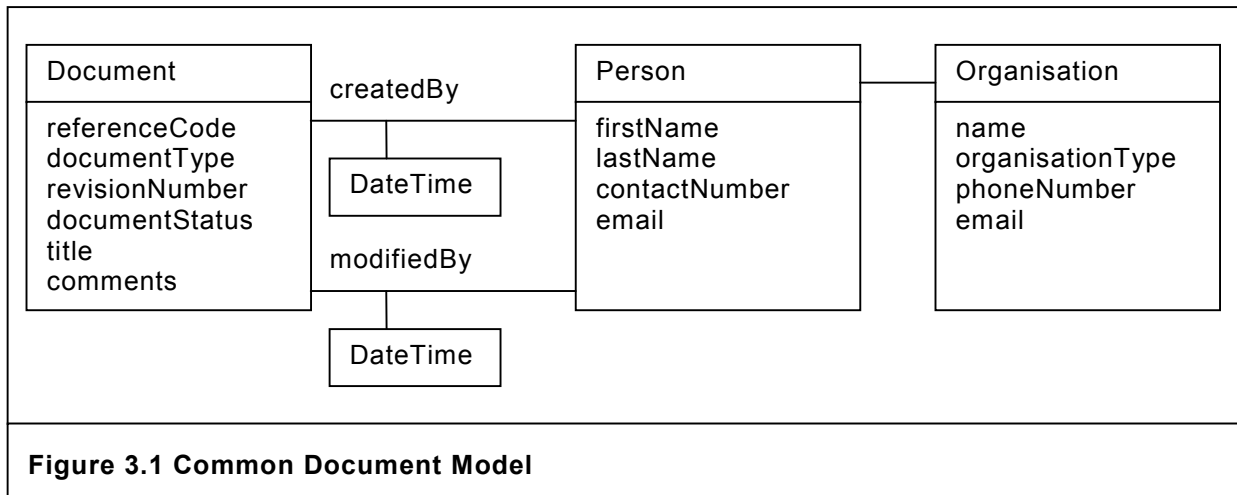 Document
referenceCode
documentType
revisionNumber
documentStatus
title
comments
createdBy
DateTime
modifiedBy
DateTime
Person
firstName
lastName
contactNumber
email
Organisation
name
organisationType
phoneNumber
email
Figure 3.1 Common Document Model